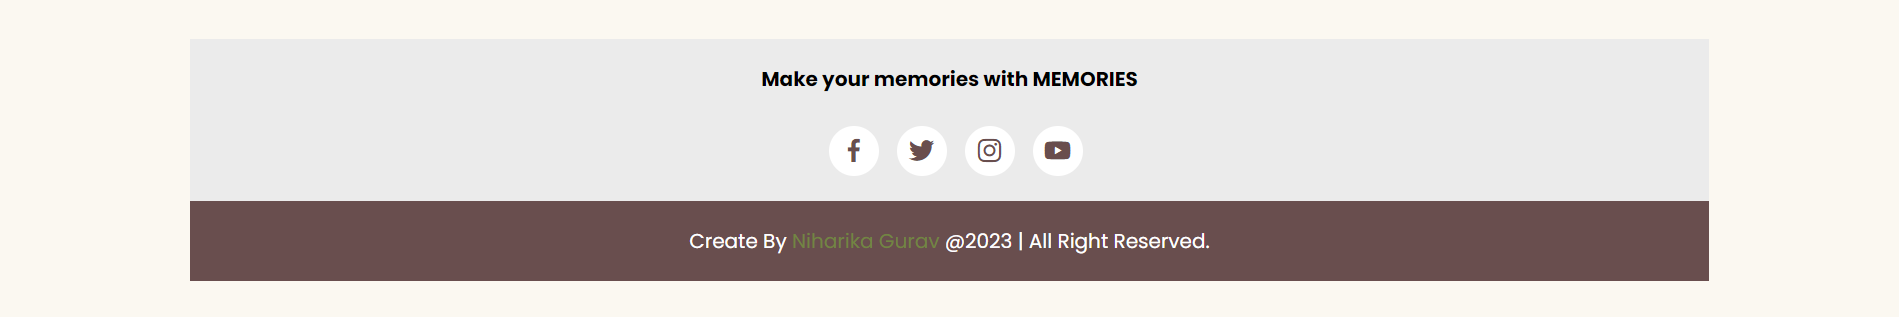 Make your memories with MEMORIES
Create By Niharika Gurav @2023 | All Right Reserved.